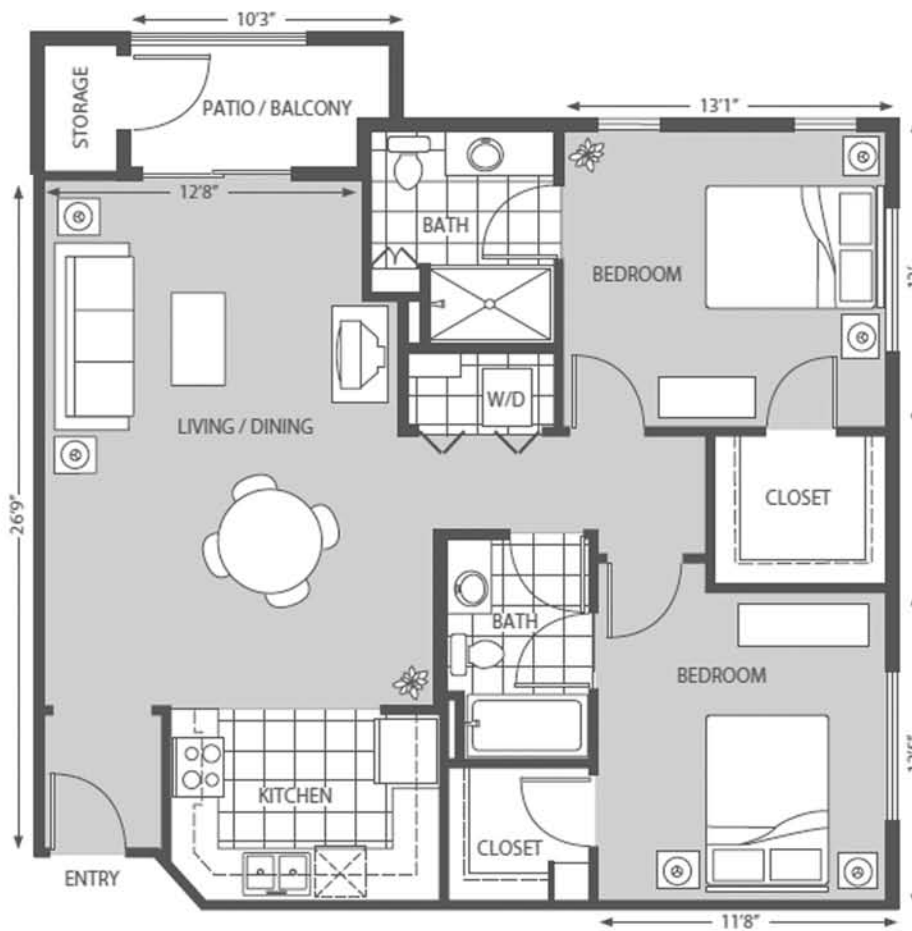 10'3"
STORAGE
PATIO / BALCONY
13'1"
12'8"
BATH
BEDROOM
W/D
LIVING / DINING
CLOSET
26'9"
BATH
BEDROOM
KITCHEN
CLOSET
ENTRY
11'8"